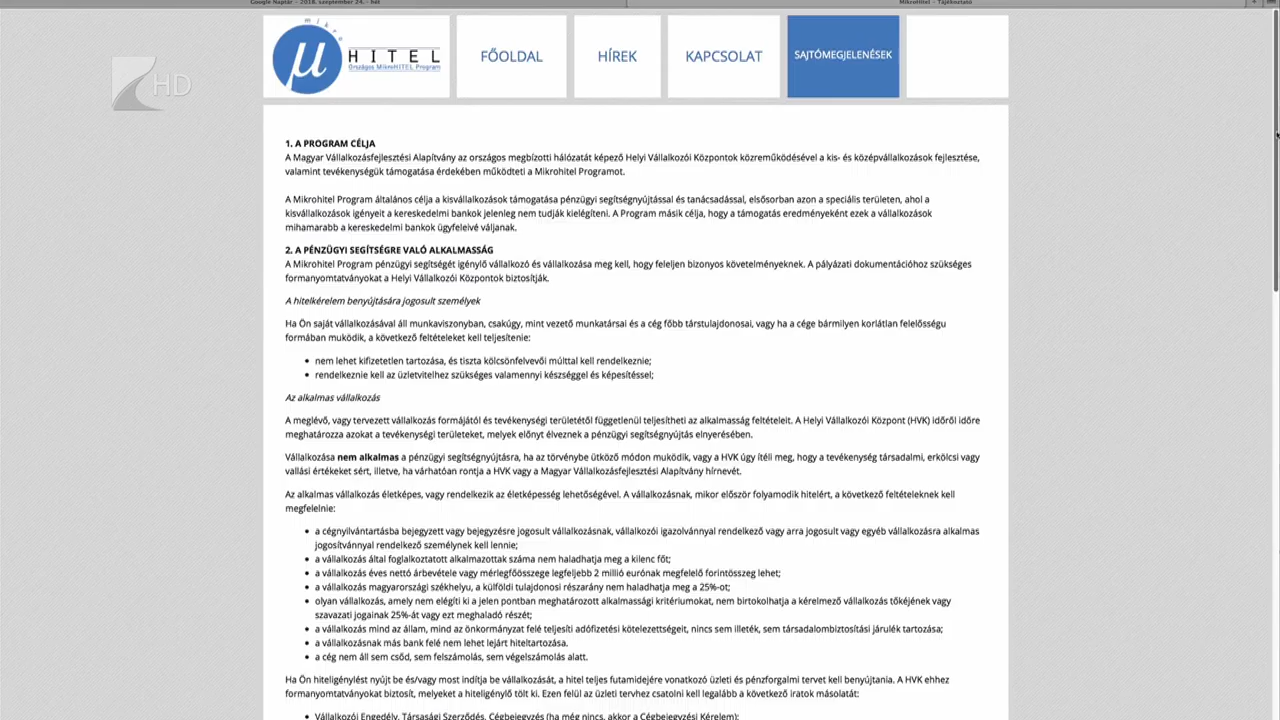 Google Naptár – 2018. szeptember 24. – hét
Mikrohitel – Tájékoztató
mikro
μ HITEL
Országos MikroHITEL Program
FŐOLDAL
HÍREK
KAPCSOLAT
SAJTÓMEGJELENÉSEK
HD
1. A PROGRAM CÉLJA
A Magyar Vállalkozásfejlesztési Alapítvány az országos megbízotti hálózatát képező Helyi Vállalkozói Központok közreműködésével a kis- és középvállalkozások fejlesztése,
valamint tevékenységük támogatása érdekében működteti a Mikrohitel Programot.
A Mikrohitel Program általános célja a kisvállalkozások támogatása pénzügyi segítségnyújtással és tanácsadással, elsősorban azon a speciális területen, ahol a
kisvállalkozások igényeit a kereskedelmi bankok jelenleg nem tudják kielégíteni. A Program másik célja, hogy a támogatás eredményeként ezek a vállalkozások
mihamarabb a kereskedelmi bankok ügyfeleivé váljanak.
2. A PÉNZÜGYI SEGÍTSÉGRE VALÓ ALKALMASSÁG
A Mikrohitel Program pénzügyi segítségét igénylő vállalkozó és vállalkozása meg kell, hogy feleljen bizonyos követelményeknek. A pályázati dokumentációhoz szükséges
formanyomtatványokat a Helyi Vállalkozói Központok biztosítják.
A hitelkérelem benyújtására jogosult személyek
Ha Ön saját vállalkozásával áll munkaviszonyban, csakúgy, mint vezető munkatársai és a cég főbb társtulajdonosai, vagy ha a cége bármilyen korlátlan felelősségu
formában muködik, a következő feltételeket kell teljesítenie:
• nem lehet kifizetetlen tartozása, és tiszta kölcsönfelvevői múlttal kell rendelkeznie;
• rendelkeznie kell az üzletvitelhez szükséges valamennyi készséggel és képesítéssel;
Az alkalmas vállalkozás
A meglévő, vagy tervezett vállalkozás formájától és tevékenységi területétől függetlenül teljesítheti az alkalmasság feltételeit. A Helyi Vállalkozói Központ (HVK) időről időre
meghatározza azokat a tevékenységi területeket, melyek előnyt élveznek a pénzügyi segítségnyújtás elnyerésében.
Vállalkozása nem alkalmas a pénzügyi segítségnyújtásra, ha az törvénybe ütköző módon muködik, vagy a HVK úgy ítéli meg, hogy a tevékenység társadalmi, erkölcsi vagy
vallási értékeket sért, illetve, ha várhatóan rontja a HVK vagy a Magyar Vállalkozásfejlesztési Alapítvány hírnevét.
Az alkalmas vállalkozás életképes, vagy rendelkezik az életképesség lehetőségével. A vállalkozásnak, mikor először folyamodik hitelért, a következő feltételeknek kell
megfelelnie:
• a cégnyilvántartásba bejegyzett vagy bejegyzésre jogosult vállalkozásnak, vállalkozói igazolvánnyal rendelkező vagy arra jogosult vagy egyéb vállalkozásra alkalmas
jogosítvánnyal rendelkező személynek kell lennie;
• a vállalkozás által foglalkoztatott alkalmazottak száma nem haladhatja meg a kilenc főt;
• a vállalkozás éves nettó árbevétele vagy mérlegfőösszege legfeljebb 2 millió eurónak megfelelő forintösszeg lehet;
• a vállalkozás magyarországi székhelyu, a külföldi tulajdonosi részarány nem haladhatja meg a 25%-ot;
• olyan vállalkozás, amely nem elégíti ki a jelen pontban meghatározott alkalmassági kritériumokat, nem birtokolhatja a kérelmező vállalkozás tőkéjének vagy
szavazati jogainak 25%-át vagy ezt meghaladó részét;
• a vállalkozás mind az állam, mind az önkormányzat felé teljesíti adófizetési kötelezettségeit, nincs sem illeték, sem társadalombiztosítási járulék tartozása;
• a vállalkozásnak más bank felé nem lehet lejárt hiteltartozása.
• a cég nem áll sem csőd, sem felszámolás, sem végelszámolás alatt.
Ha Ön hiteligénylést nyújt be és/vagy most indítja be vállalkozását, a hitel teljes futamidejére vonatkozó üzleti és pénzforgalmi tervet kell benyújtania. A HVK ehhez
formanyomtatványokat biztosít, melyeket a hiteligénylő tölt ki. Ezen felül az üzleti tervhez csatolni kell legalább a következő iratok másolatát:
• Vállalkozói Engedély, Társasági Szerződés, Cégbejegyzés (ha még nincs, akkor a Cégbejegyzési Kérelem);